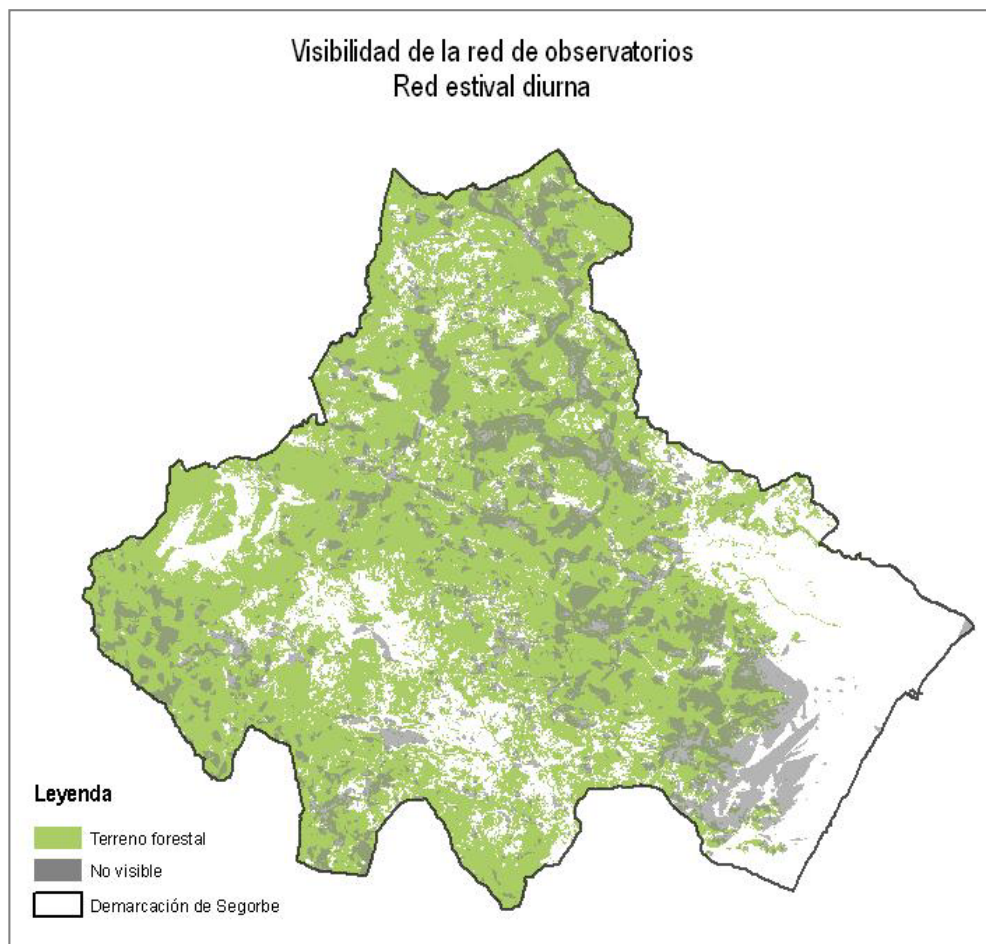 Visibilidad de la red de observatorios
Red estival diurna
Leyenda
Terreno forestal
No visible
Demarcación de Segorbe